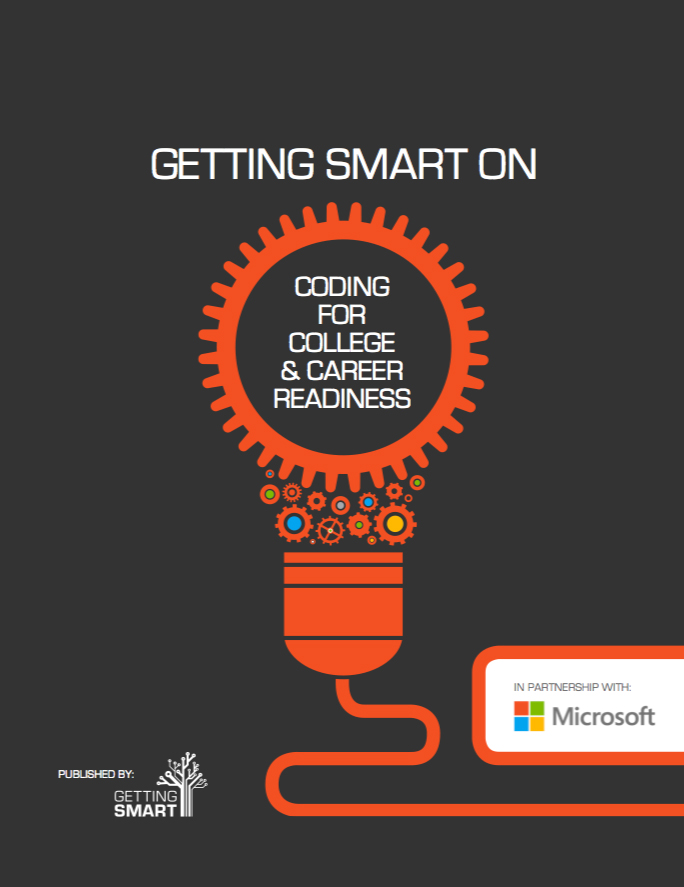 GETTING SMART ON
CODING
FOR
COLLEGE
& CAREER
READINESS
IN PARTNERSHIP WITH:
Microsoft
PUBLISHED BY:
GETTING
SMART